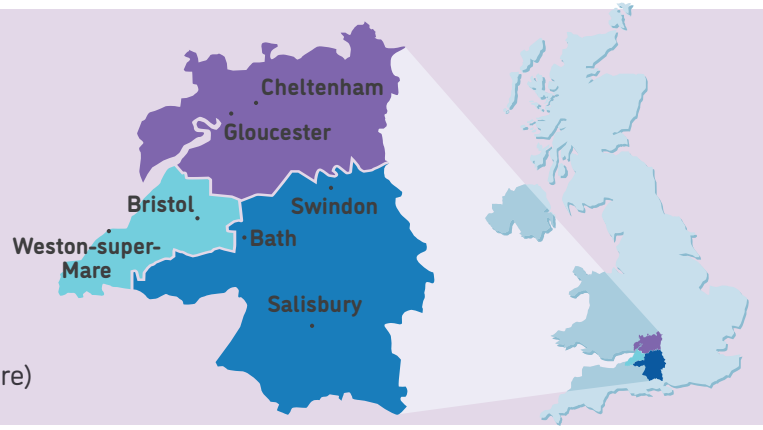 Cheltenham
Gloucester
Bristol
Swindon
Weston-super-
Mare
Bath
Salisbury
re)